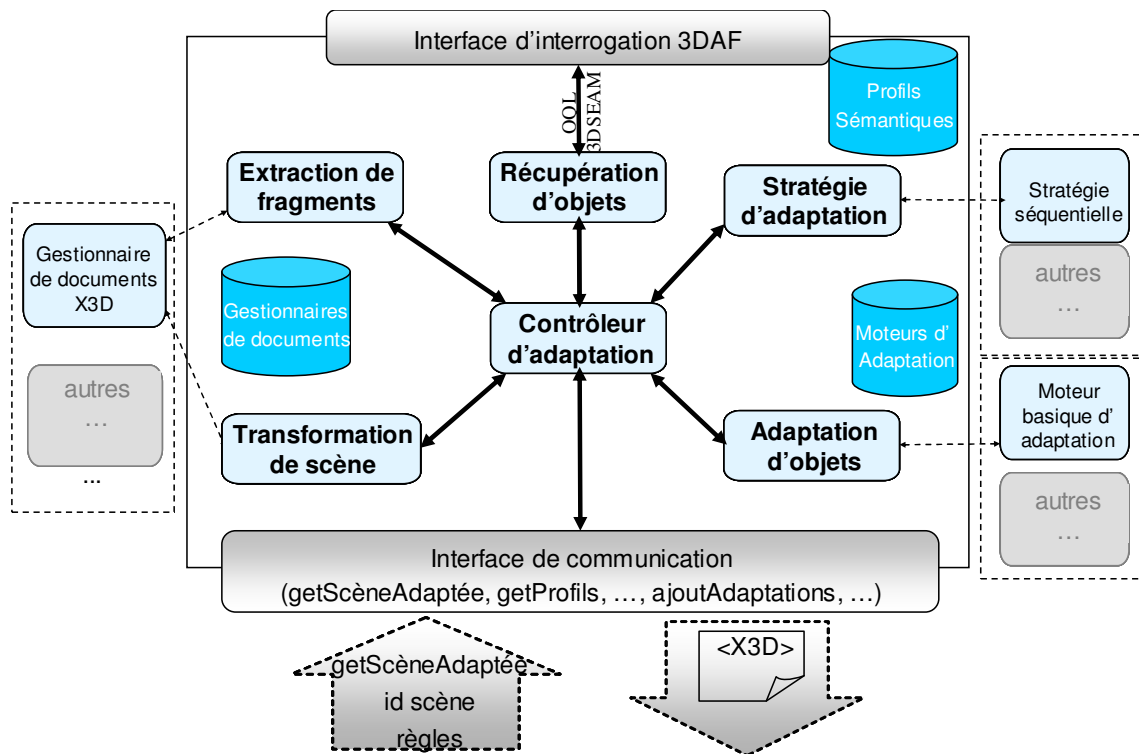 Interface d'interrogation 3DAF
OQL
3DSEAM
Profils
Sémantiques
Extraction de
fragments
Récupération
d'objets
Stratégie
d'adaptation
Stratégie
séquentielle
autres
…
Gestionnaire
de documents
X3D
autres
…
...
Gestionnaires
de documents
Contrôleur
d'adaptation
Moteurs d'
Adaptation
Transformation
de scène
Adaptation
d'objets
Moteur
basique d'
adaptation
autres
…
Interface de communication
(getScèneAdaptée, getProfils, …, ajoutAdaptations, …)
getScèneAdaptée
id scène
règles
<X3D>